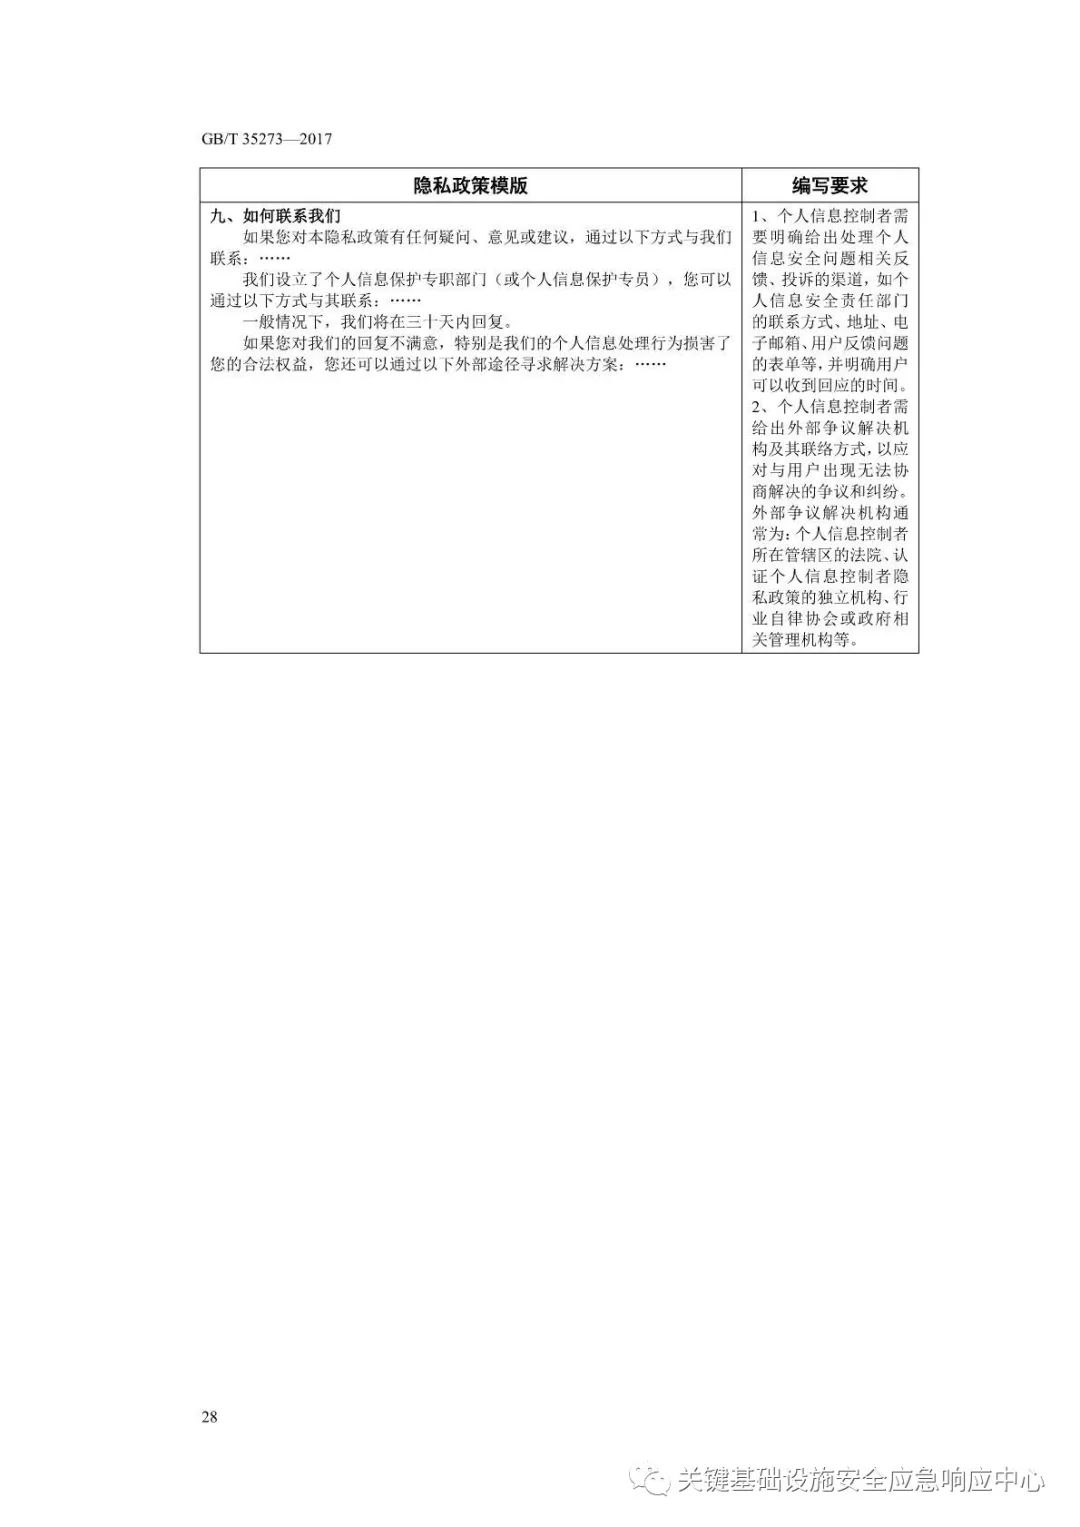 GB/T 35273—2017
隐私政策模版
编写要求
九、如何联系我们
如果您对本隐私政策有任何疑问、意见或建议，通过以下方式与我们
联系：……
我们设立了个人信息保护专职部门（或个人信息保护专员），您可以
通过以下方式与其联系：……
一般情况下，我们将在三十天内回复。
如果您对我们的回复不满意，特别是我们的个人信息处理行为损害了
您的合法权益，您还可以通过以下外部途径寻求解决方案：……
1、个人信息控制者需
要明确给出处理个人
信息安全问题相关反
馈、投诉的渠道，如个
人信息安全责任部门
的联系方式、地址、电
子邮箱、用户反馈问题
的表单等，并明确用户
可以收到回应的时间。
2、个人信息控制者需
给出外部争议解决机
构及其联络方式，以应
对与用户出现无法协
商解决的争议和纠纷。
外部争议解决机构通
常为：个人信息控制者
所在管辖区的法院、认
证个人信息控制者隐
私政策的独立机构、行
业自律协会或政府相
关管理机构等。
28
关键基础设施安全应急响应中心